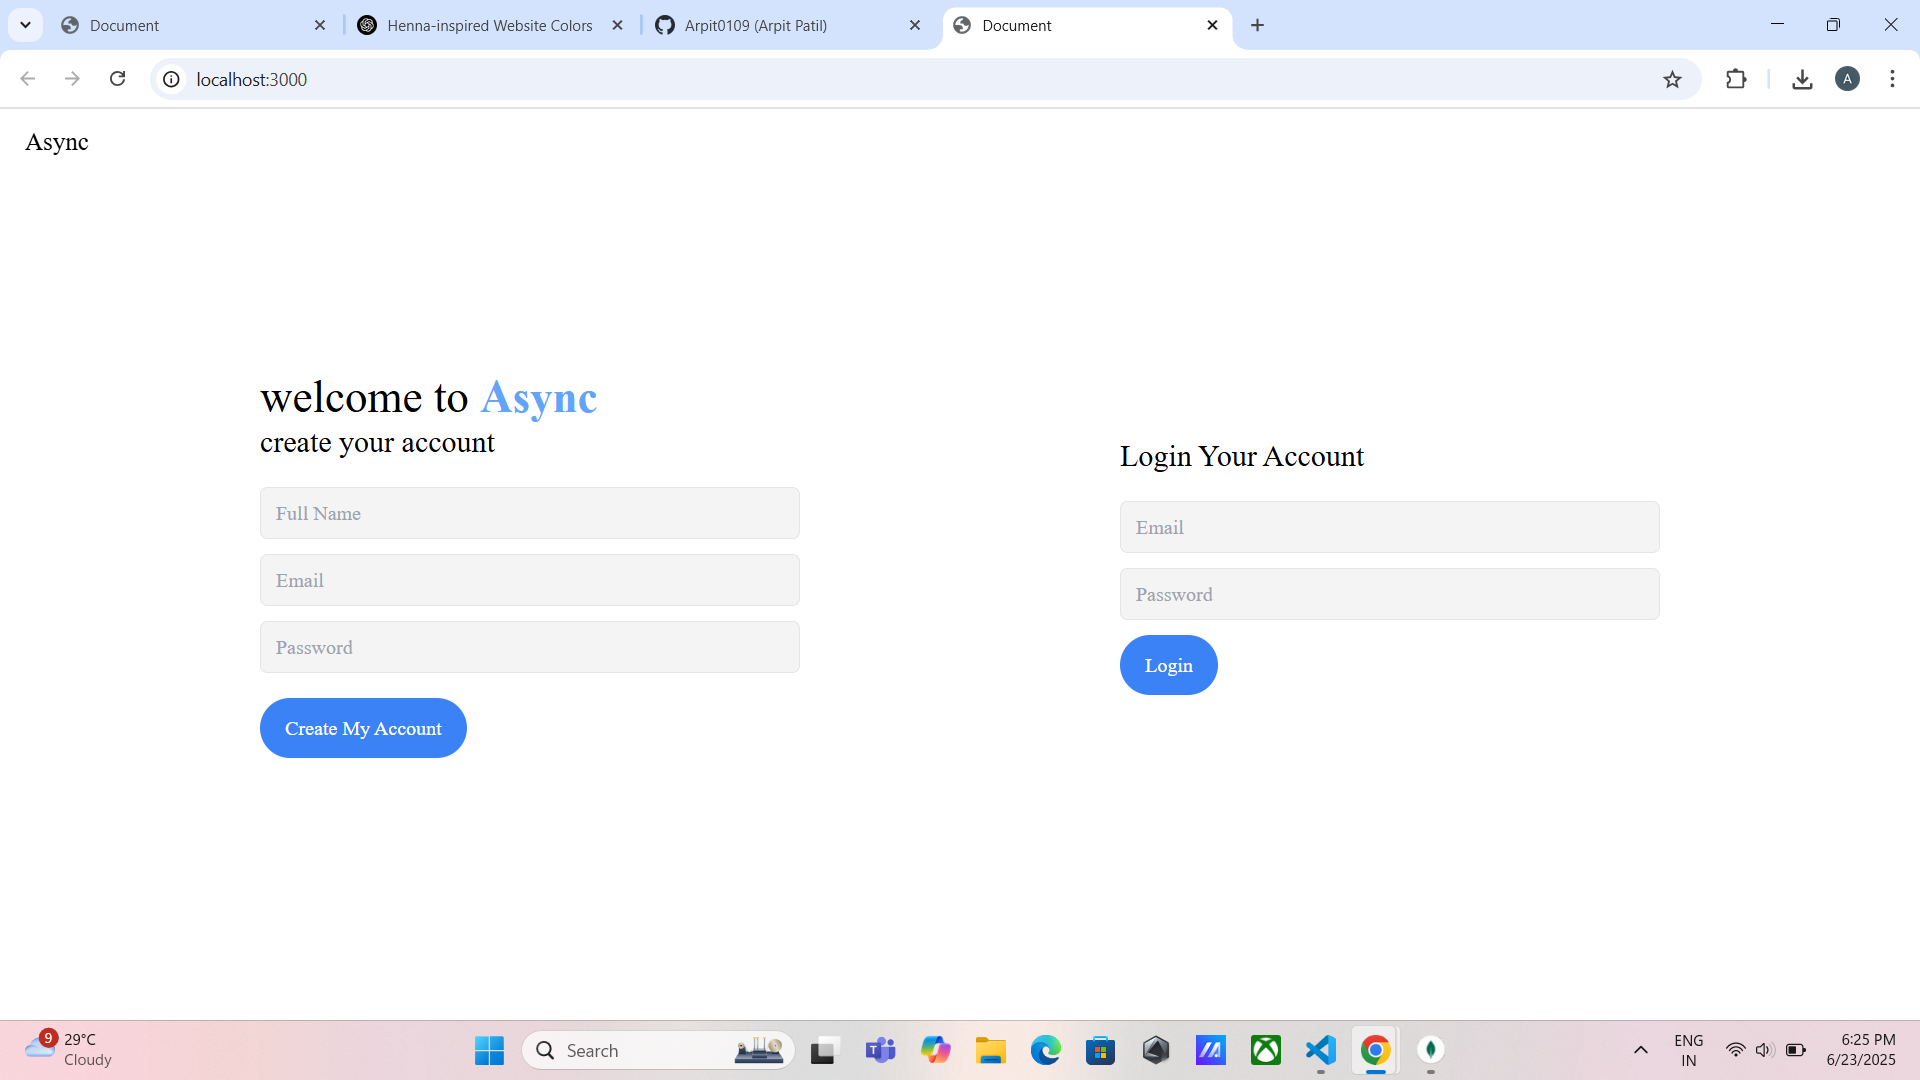 Document
Henna-inspired Website Colors
Arpit0109 (Arpit Patil)
Document
localhost:3000
A
Async
welcome to Async
create your account
Full Name
Email
Password
Create My Account
Login Your Account
Email
Password
Login
9
29°C
Cloudy
Search
ENG
IN
6:25 PM
6/23/2025